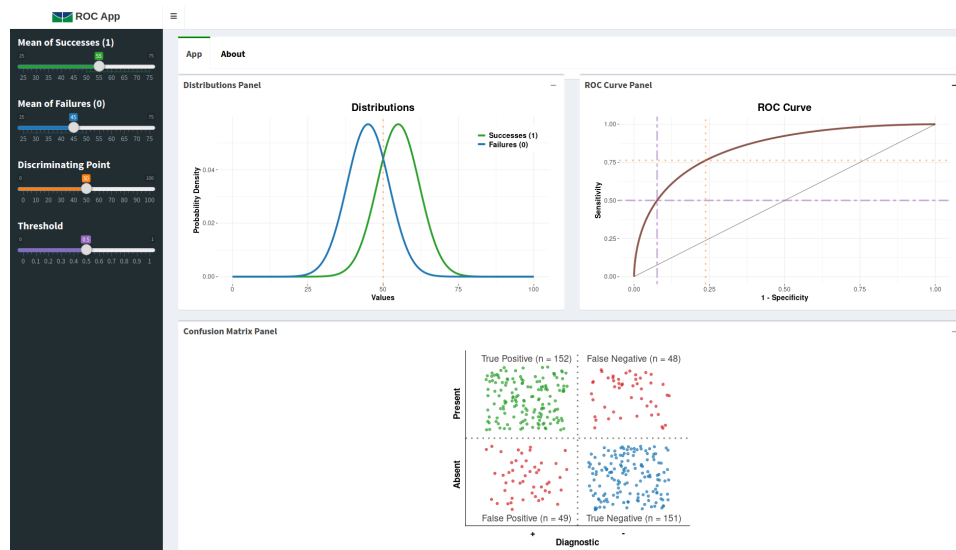 ROC App
Mean of Successes (1)
25 55 75
25 30 35 40 45 50 55 60 65 70 75
Mean of Failures (0)
25 45 75
25 30 35 40 45 50 55 60 65 70 75
Discriminating Point
0 50 100
0 10 20 30 40 50 60 70 80 90 100
Threshold
0 0.5 1
0 0.1 0.2 0.3 0.4 0.5 0.6 0.7 0.8 0.9 1
App About
Distributions Panel
Distributions
Successes (1)
Failures (0)
Probability Density
0.04
0.02
0.00
0 25 50 75 100
Values
ROC Curve Panel
ROC Curve
Sensitivity
1.00
0.75
0.50
0.25
0.00
0.00 0.25 0.50 0.75 1.00
1 - Specificity
Confusion Matrix Panel
True Positive (n = 152) False Negative (n = 48)
Present
Absent
False Positive (n = 49) True Negative (n = 151)
+ -
Diagnostic